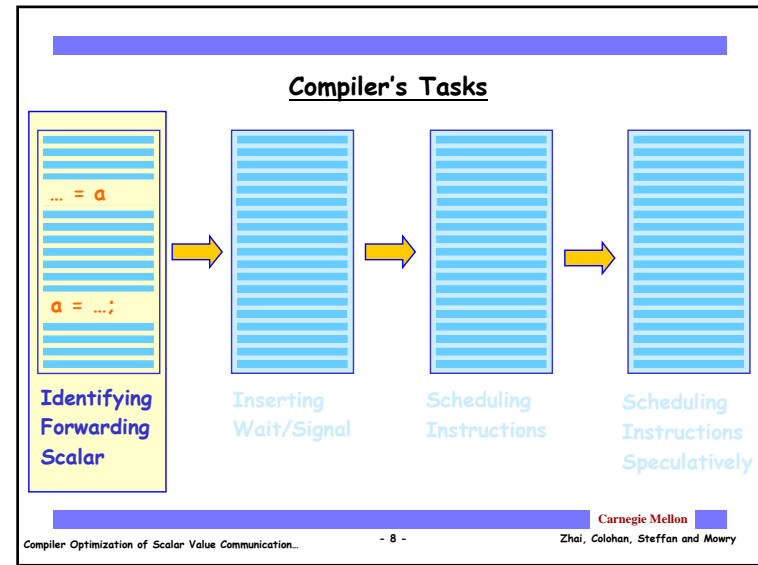 Compiler's Tasks
… = a
a = …;
Identifying
Forwarding
Scalar
Inserting
Wait/Signal
Scheduling
Instructions
Scheduling
Instructions
Speculatively
Carnegie Mellon
Compiler Optimization of Scalar Value Communication…
- 8 -
Zhai, Colohan, Steffan and Mowry